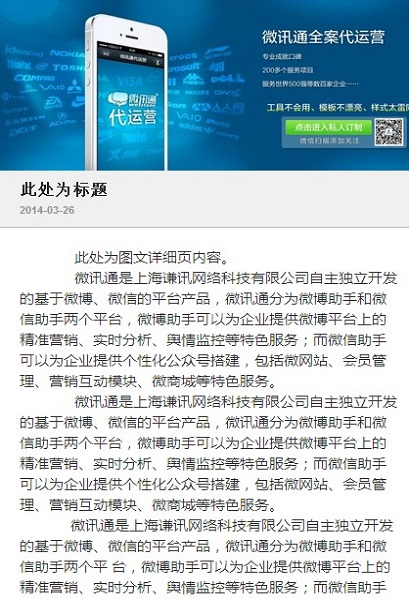 微讯通全案代运营
专业成就口碑
200多个服务项目
服务世界500强等数百家企业……
工具不会用、模板不漂亮、样式太雷同
点击进入私人订制
微信扫描添加关注
微讯通代运营
微讯通
代运营
NOKIA
TOSHIBA
COMPAQ
VAIO
ASUS
acer
此处为标题
2014-03-26
此处为图文详细页内容。
微讯通是上海谦讯网络科技有限公司自主独立开发
的基于微博、微信的平台产品，微讯通分为微博助手和微
信助手两个平台，微博助手可以为企业提供微博平台上的
精准营销、实时分析、舆情监控等特色服务；而微信助手
可以为企业提供个性化公众号搭建，包括微网站、会员管
理、营销互动模块、微商城等特色服务。
微讯通是上海谦讯网络科技有限公司自主独立开发
的基于微博、微信的平台产品，微讯通分为微博助手和微
信助手两个平台，微博助手可以为企业提供微博平台上的
精准营销、实时分析、舆情监控等特色服务；而微信助手
可以为企业提供个性化公众号搭建，包括微网站、会员管
理、营销互动模块、微商城等特色服务。
微讯通是上海谦讯网络科技有限公司自主独立开发
的基于微博、微信的平台产品，微讯通分为微博助手和微
信助手两个平 台，微博助手可以为企业提供微博平台上的
精准营销、实时分析、舆情监控等特色服务；而微信助手